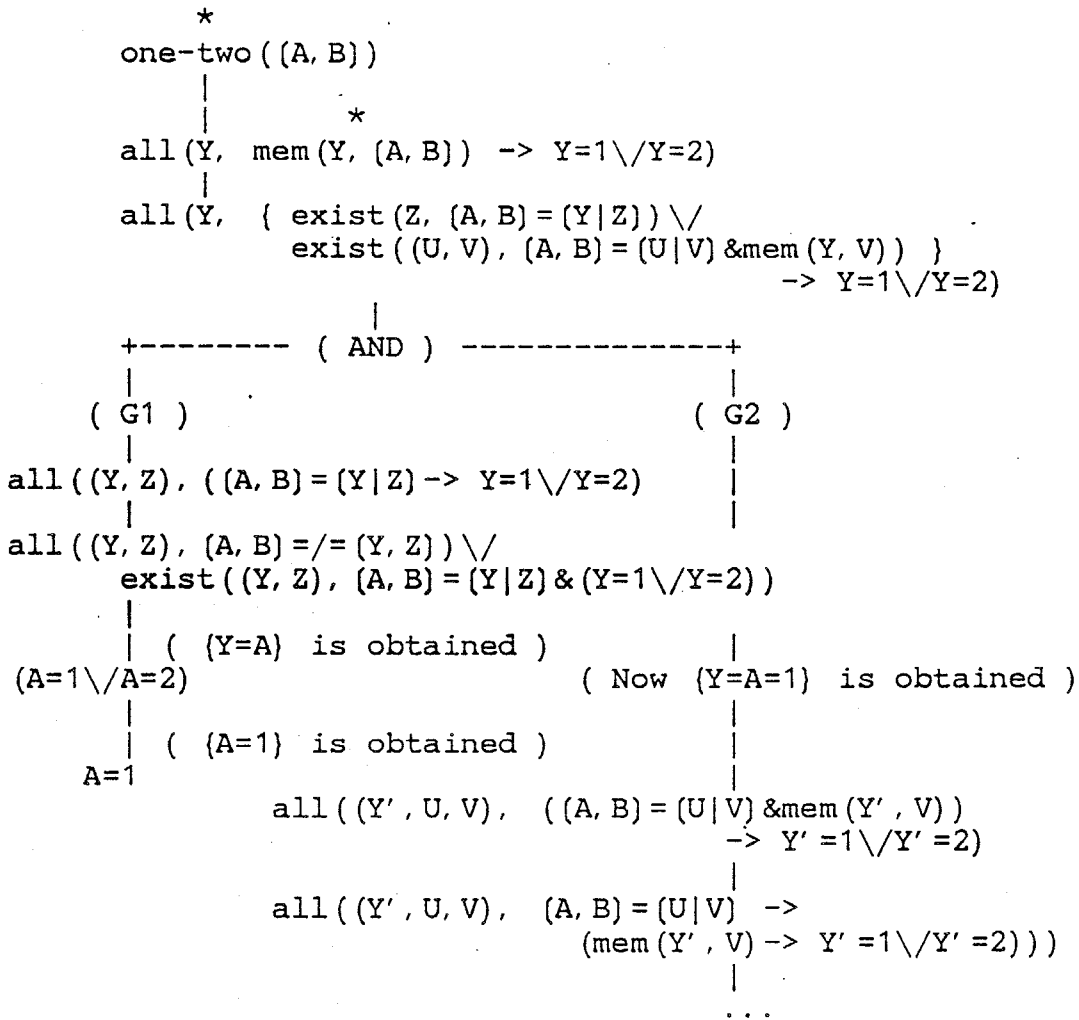 *
one-two([A,B])
|
| *
all(Y, mem(Y,[A,B]) -> Y=1\/Y=2)
|
all(Y, { exist(Z,[A,B]=[Y|Z])\/
exist((U,V),[A,B]=[U|V]&mem(Y,V)) }
-> Y=1\/Y=2)
|
+-------- ( AND ) --------------+
| |
( G1 ) ( G2 )
| |
all((Y,Z),([A,B]=[Y|Z]-> Y=1\/Y=2) |
| |
all((Y,Z),[A,B]=/=[Y,Z])\/
exist((Y,Z),[A,B]=[Y|Z]&(Y=1\/Y=2))
|
| ( {Y=A} is obtained ) |
(A=1\/A=2) ( Now {Y=A=1} is obtained )
| |
| ( {A=1} is obtained ) |
A=1 |
all((Y',U,V), ([A,B]=[U|V]&mem(Y',V))
-> Y'=1\/Y'=2)
|
all((Y',U,V), [A,B]=[U|V] ->
(mem(Y',V)-> Y'=1\/Y'=2)))
|
...